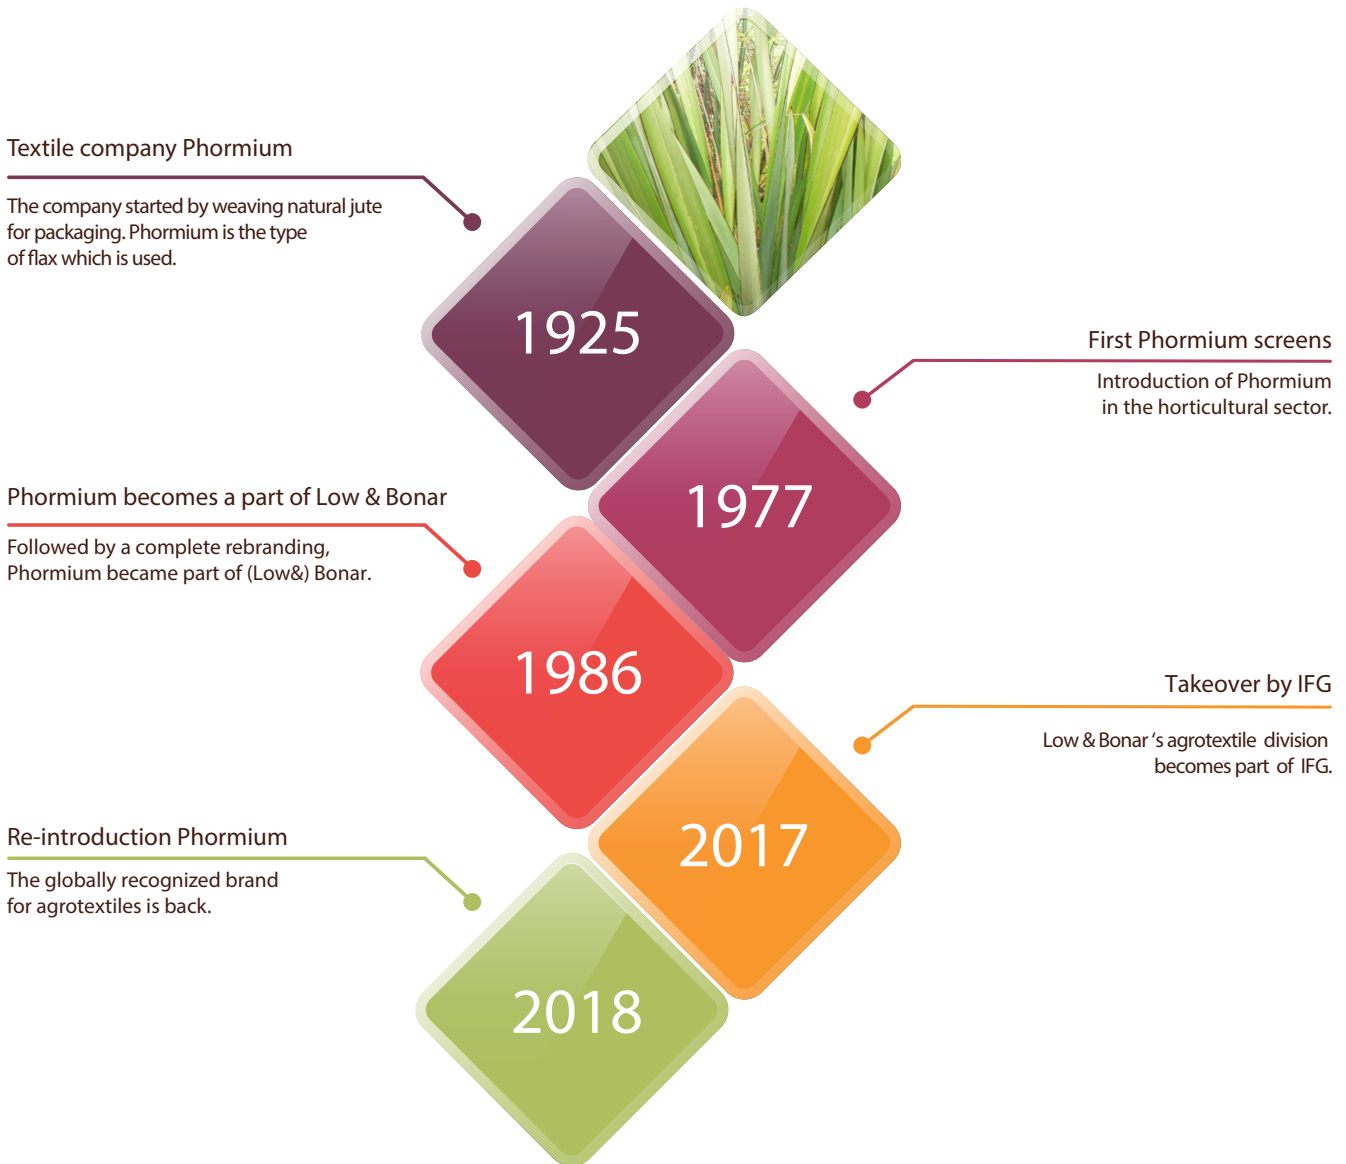 Textile company Phormium
The company started by weaving natural jute
for packaging. Phormium is the type
of flax which is used.
1925
First Phormium screens
Introduction of Phormium
in the horticultural sector.
1977
Phormium becomes a part of Low & Bonar
Followed by a complete rebranding,
Phormium became part of (Low&) Bonar.
1986
Takeover by IFG
Low & Bonar ‘s agrotextile division
becomes part of IFG.
2017
Re-introduction Phormium
The globally recognized brand
for agrotextiles is back.
2018